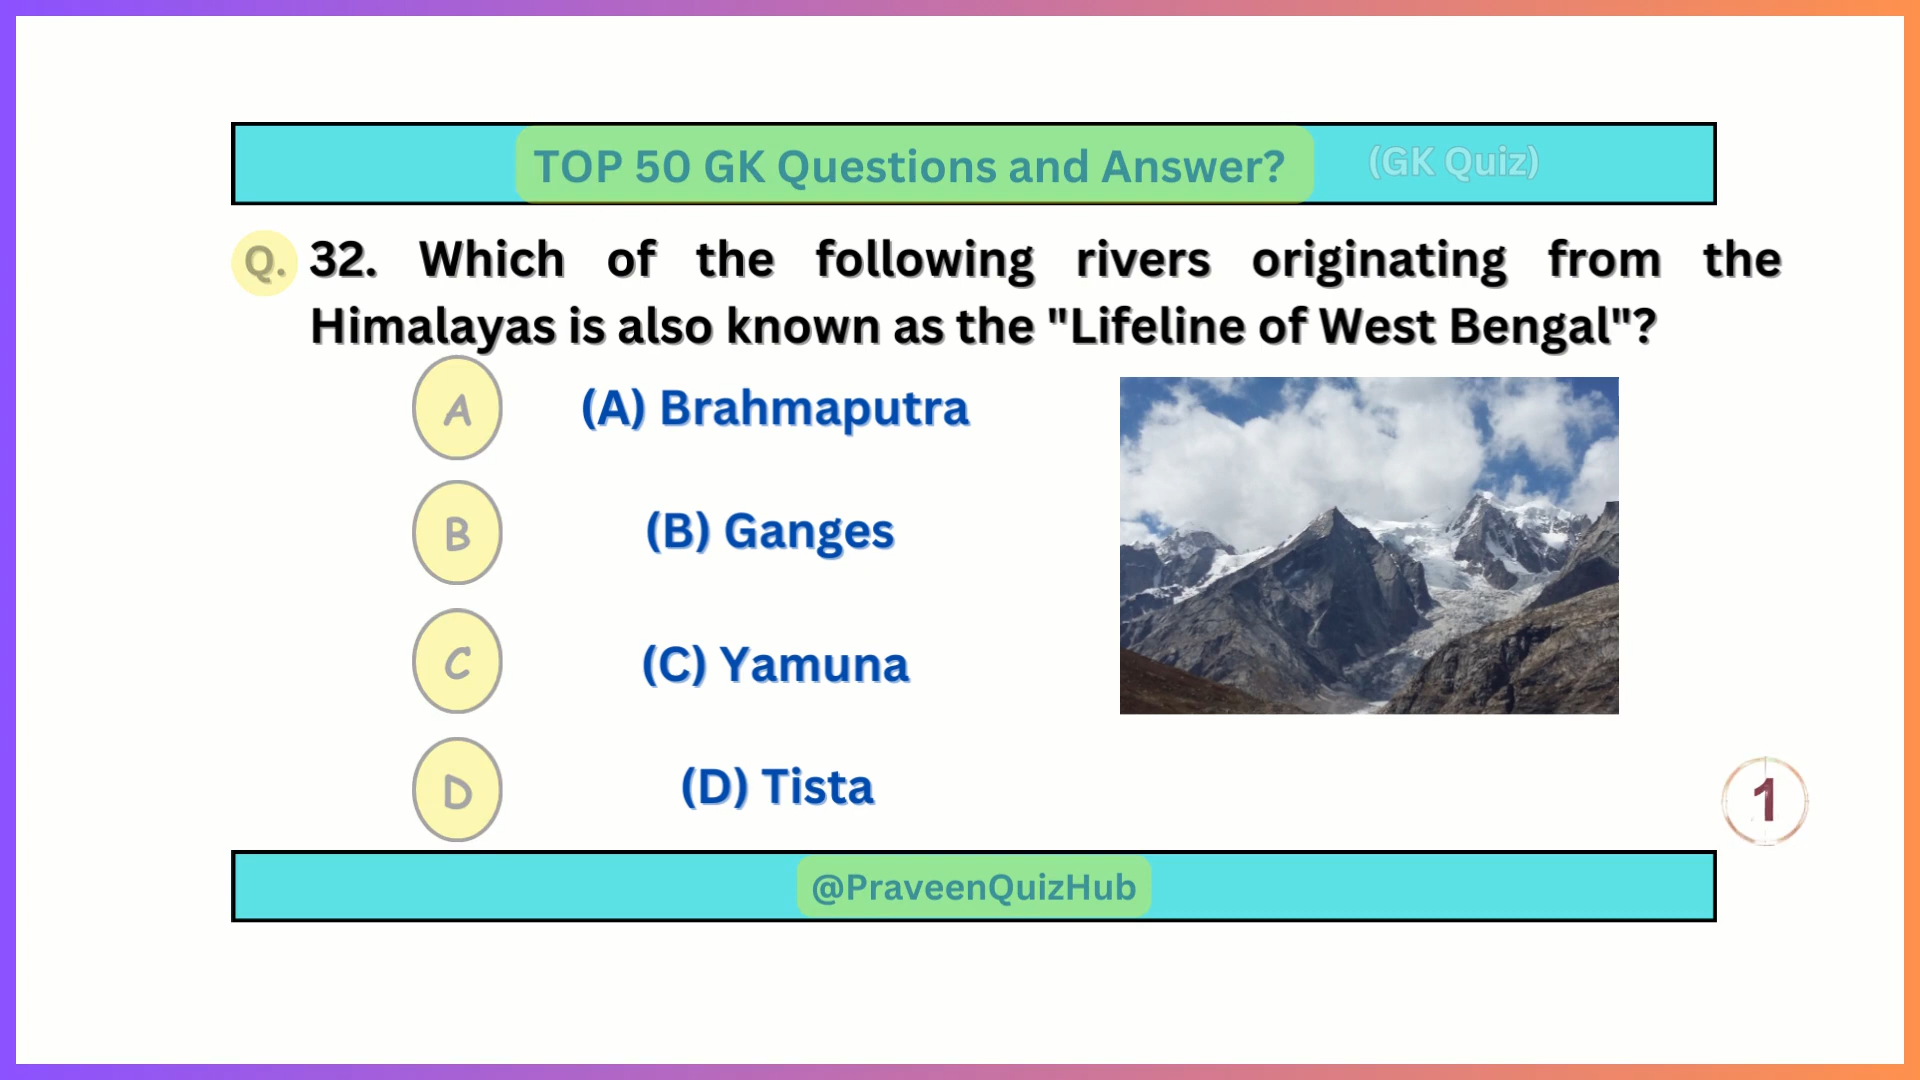 TOP 50 GK Questions and Answer? (GK Quiz)
Q. 32. Which of the following rivers originating from the
Himalayas is also known as the "Lifeline of West Bengal"?
A (A) Brahmaputra
B (B) Ganges
C (C) Yamuna
D (D) Tista
1
@PraveenQuizHub